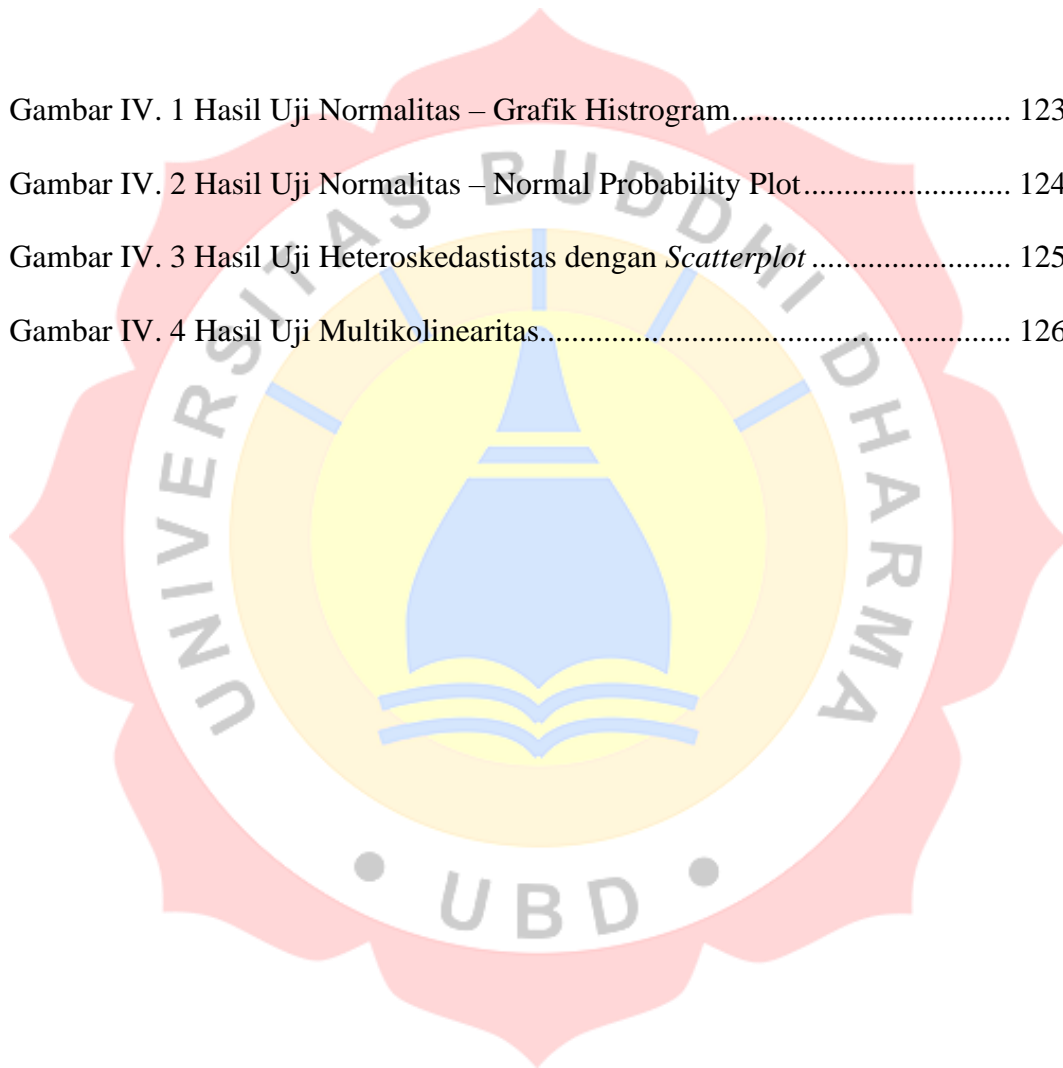 Gambar IV. 1 Hasil Uji Normalitas – Grafik Histrogram.................................. 123
Gambar IV. 2 Hasil Uji Normalitas – Normal Probability Plot......................... 124
Gambar IV. 3 Hasil Uji Heteroskedastistas dengan Scatterplot........................ 125
Gambar IV. 4 Hasil Uji Multikolinearitas......................................................... 126
UNIVERSITAS BUDDHI DHARMA
• UBD •